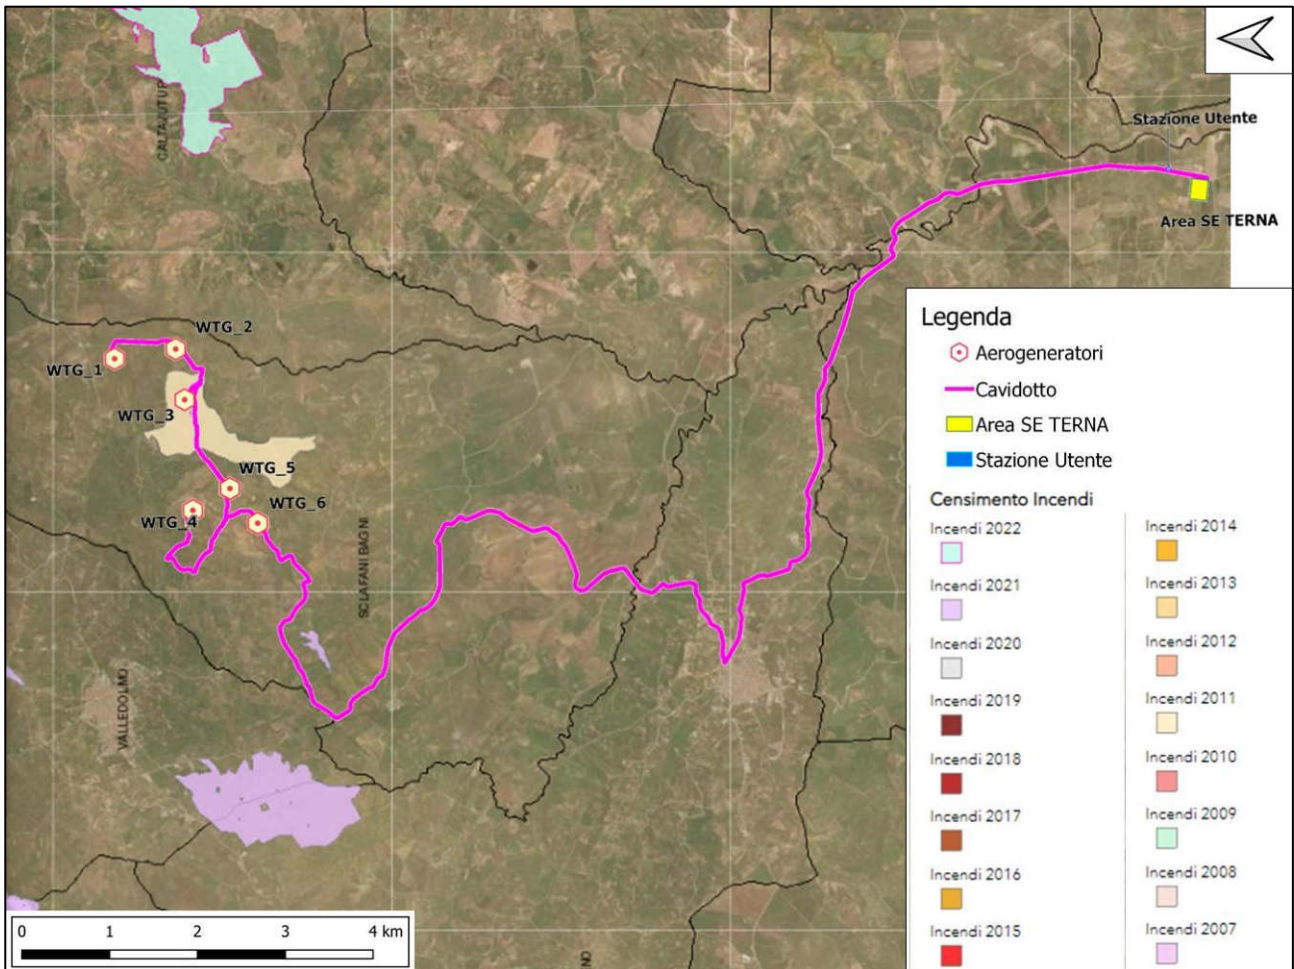 CALTAVUTUR
Stazione Utente
Area SE TERNA
WTG_2
WTG_1
WTG_3
WTG_5
WTG_6
WTG_4
SCLAFANI BAGNI
VALLEDOLMO
NO
0 1 2 3 4 km
Legenda
Aerogeneratori
Cavidotto
Area SE TERNA
Stazione Utente
Censimento Incendi
Incendi 2022
Incendi 2021
Incendi 2020
Incendi 2019
Incendi 2018
Incendi 2017
Incendi 2016
Incendi 2015
Incendi 2014
Incendi 2013
Incendi 2012
Incendi 2011
Incendi 2010
Incendi 2009
Incendi 2008
Incendi 2007